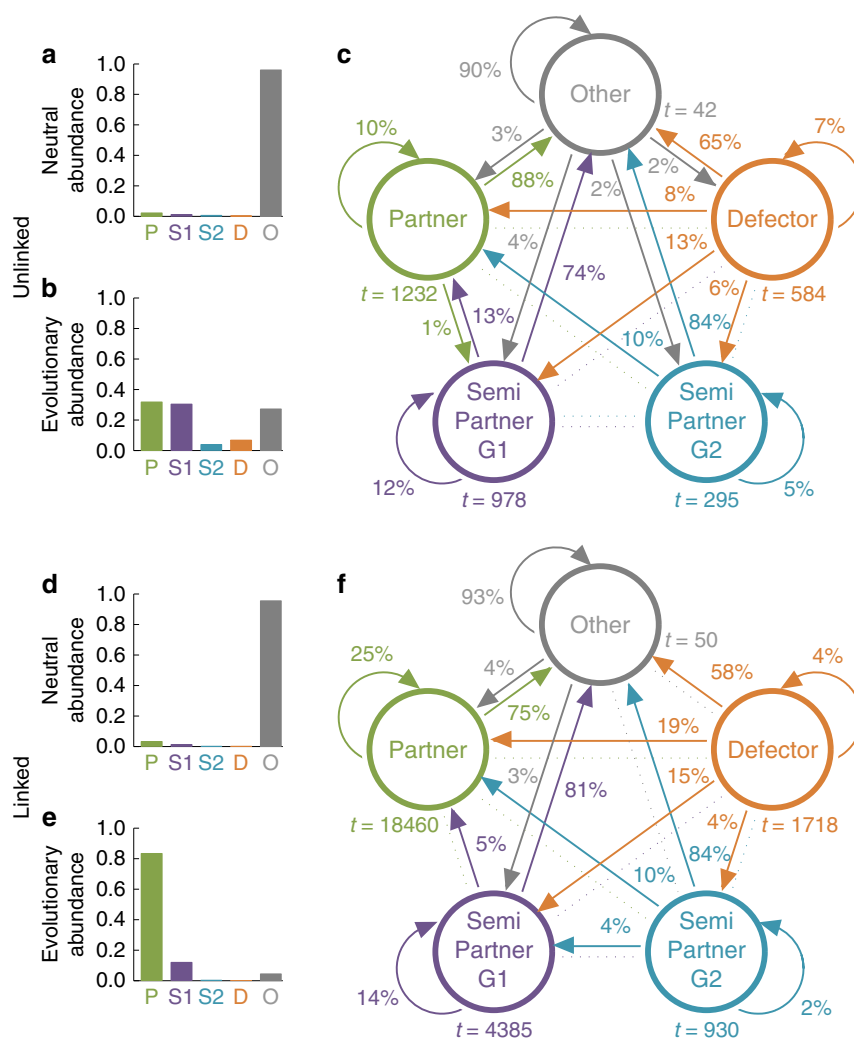 a
1.0
0.8
0.6
0.4
0.2
0.0
Neutral
abundance
P S1 S2 D O
Unlinked
b
1.0
0.8
0.6
0.4
0.2
0.0
Evolutionary
abundance
P S1 S2 D O
c
90%
Other
t = 42
10%
3%
88%
2%
2%
65%
7%
Partner
8%
Defector
4%
13%
t = 1232
74%
6%
t = 584
1%
13%
10%
84%
Semi
Partner
G1
Semi
Partner
G2
12%
t = 978
t = 295
5%
d
1.0
0.8
0.6
0.4
0.2
0.0
Neutral
abundance
P S1 S2 D O
Linked
e
1.0
0.8
0.6
0.4
0.2
0.0
Evolutionary
abundance
P S1 S2 D O
f
93%
Other
t = 50
25%
4%
75%
58%
4%
Partner
19%
Defector
3%
81%
15%
t = 18460
4%
t = 1718
5%
10%
84%
Semi
Partner
G1
4%
Semi
Partner
G2
14%
t = 4385
t = 930
2%